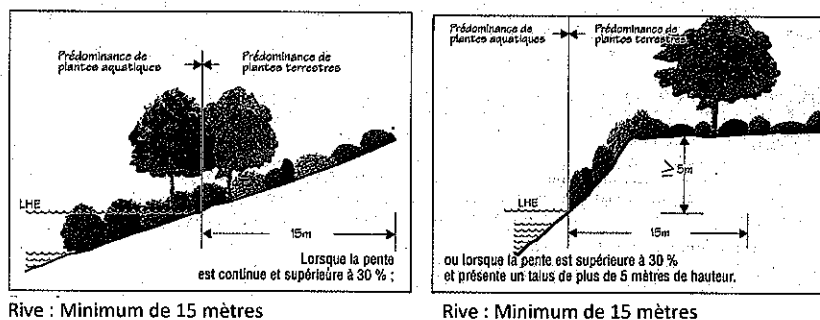 Prédominance de
plantes aquatiques
Prédominance de
plantes terrestres
LHE
15m
Lorsque la pente
est continue et supérieure à 30 % ;
Rive : Minimum de 15 mètres
Prédominance de
plantes aquatiques
Prédominance de
plantes terrestres
LHE
≥ 5m
15m
ou lorsque la pente est supérieure à 30 %
et présente un talus de plus de 5 mètres de hauteur.
Rive : Minimum de 15 mètres